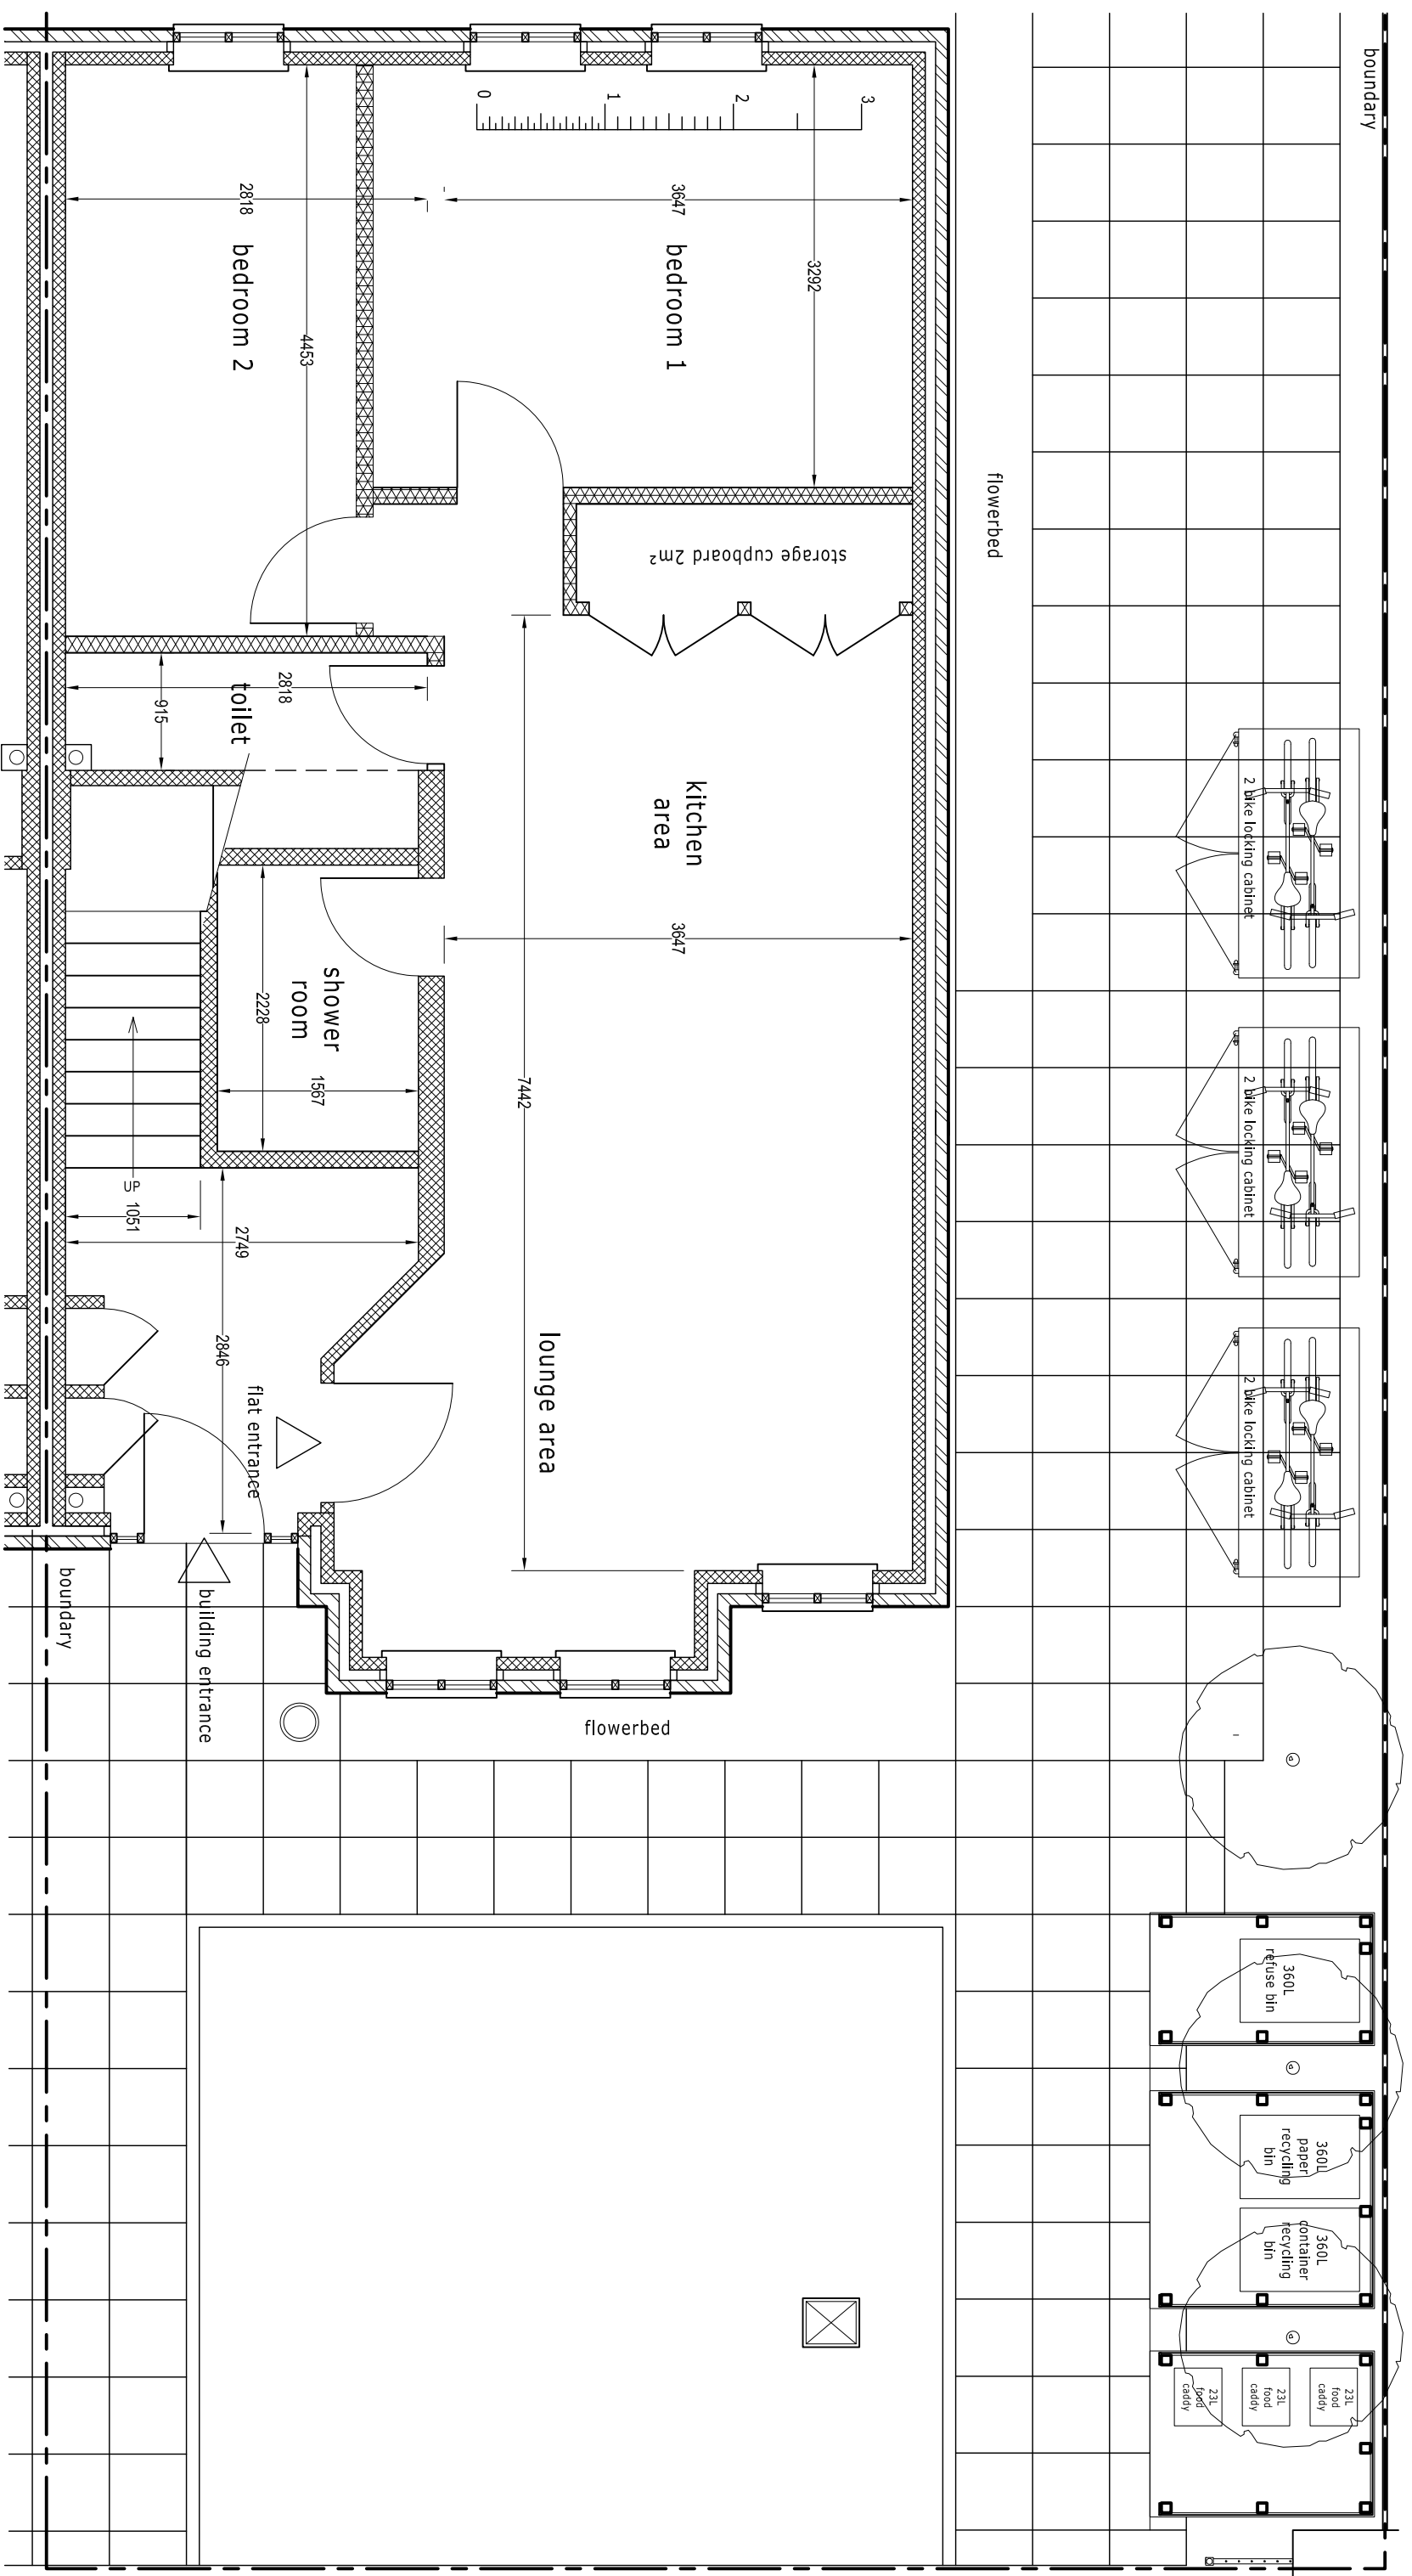 boundary
0
1
2
3
2818
bedroom 2
4453
3647
bedroom 1
3292
flowerbed
storage cupboard 2m²
2818
toilet
915
kitchen
area
3647
7442
shower
room
2228
1567
UP
1051
2749
2846
flat entrance
lounge area
2 bike locking cabinet
2 bike locking cabinet
2 bike locking cabinet
boundary
building entrance
flowerbed
360L
refuse bin
360L
paper
recycling
bin
360L
container
recycling
bin
23L
food
caddy
23L
food
caddy
23L
food
caddy